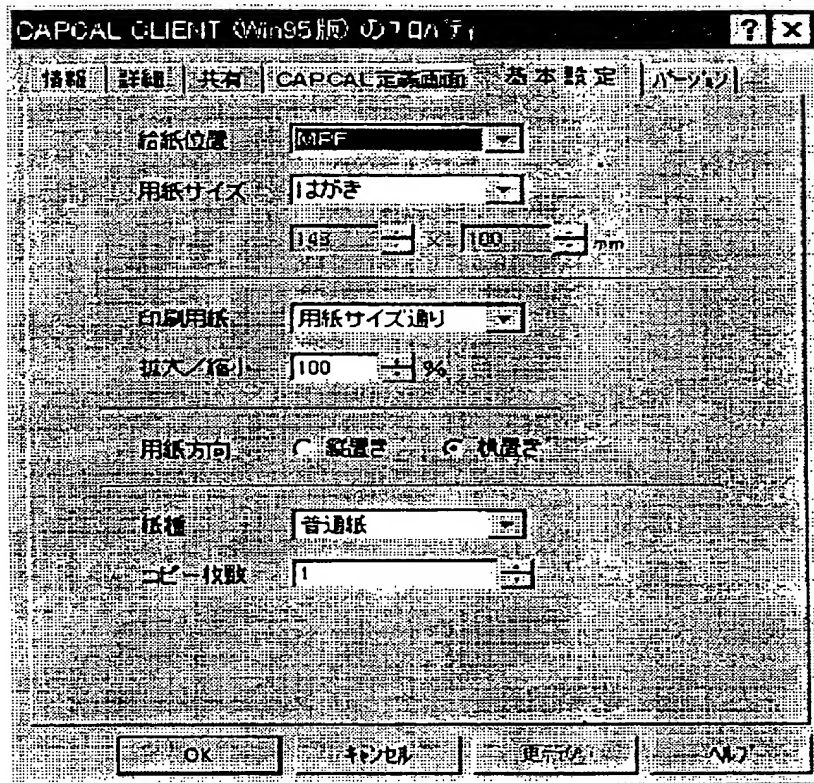 CAPCAL CLIENT (Win95版) のプロパティ
情報 詳細 共有 CAPCAL定義画面 基本設定 バージョン
給紙位置 MPF
用紙サイズ はがき
148 × 100 mm
印刷用紙 用紙サイズ通り
拡大/縮小 100 %
用紙方向 縦置き 横置き
紙種 普通紙
コピー枚数 1
OK キャンセル ヘルプ